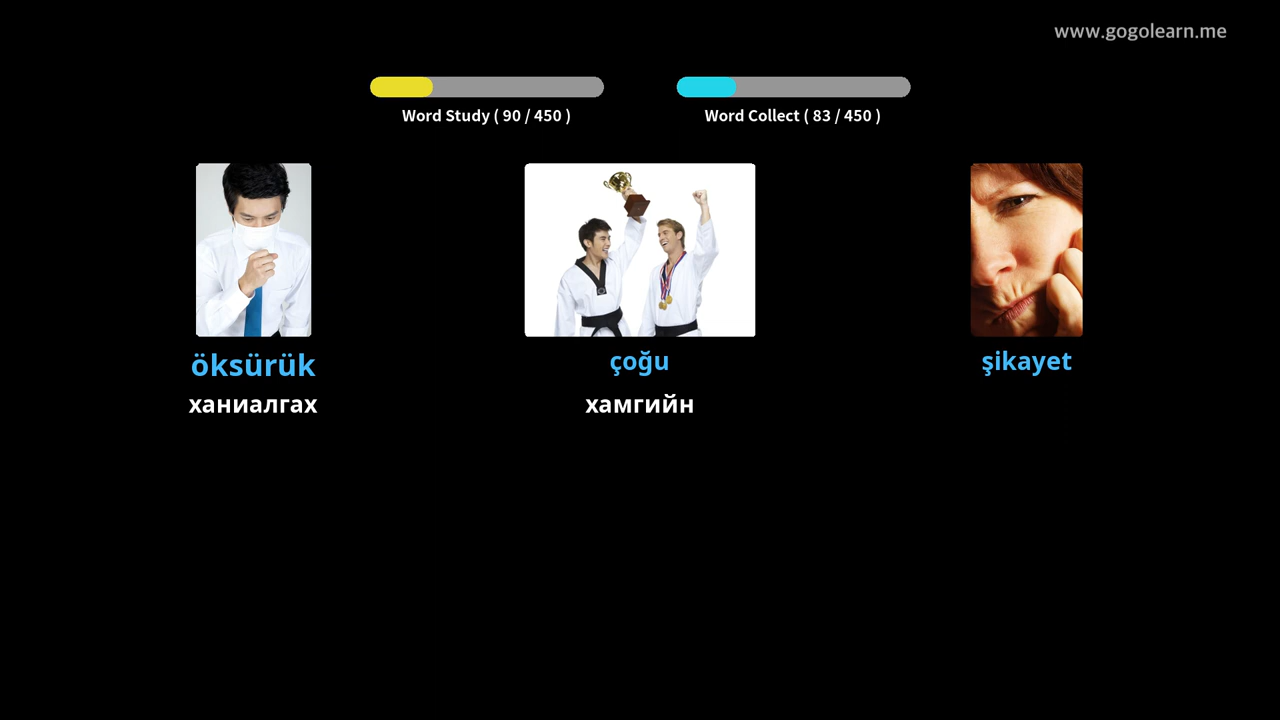 www.gogolearn.me
Word Study ( 90 / 450 )
Word Collect ( 83 / 450 )
öksürük
çoğu
şikayet
ханиалгах
хамгийн